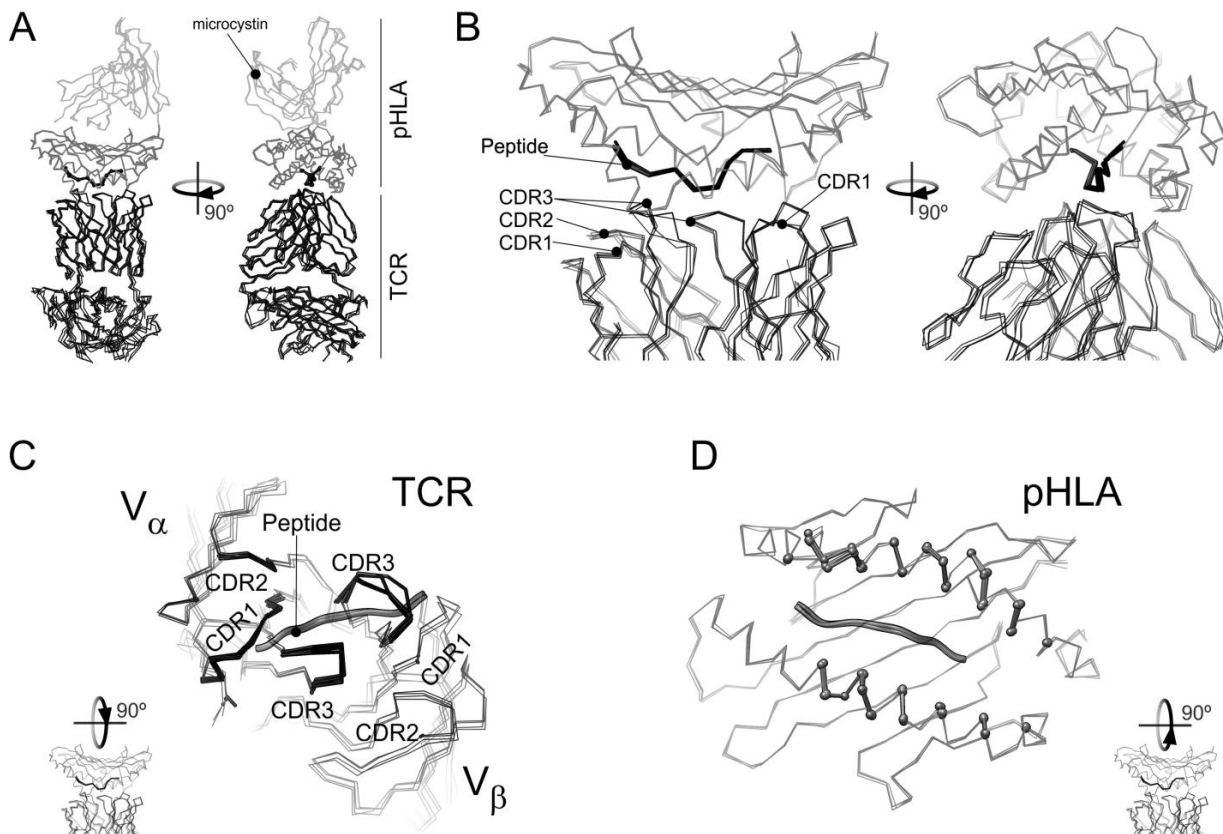 A
microcystin
pHLA
90º
TCR
B
Peptide
CDR3
CDR2
CDR1
CDR1
90º
C
Vα
TCR
Peptide
CDR3
CDR2
CDR1
CDR1
CDR3
CDR2
Vβ
90º
D
pHLA
90º